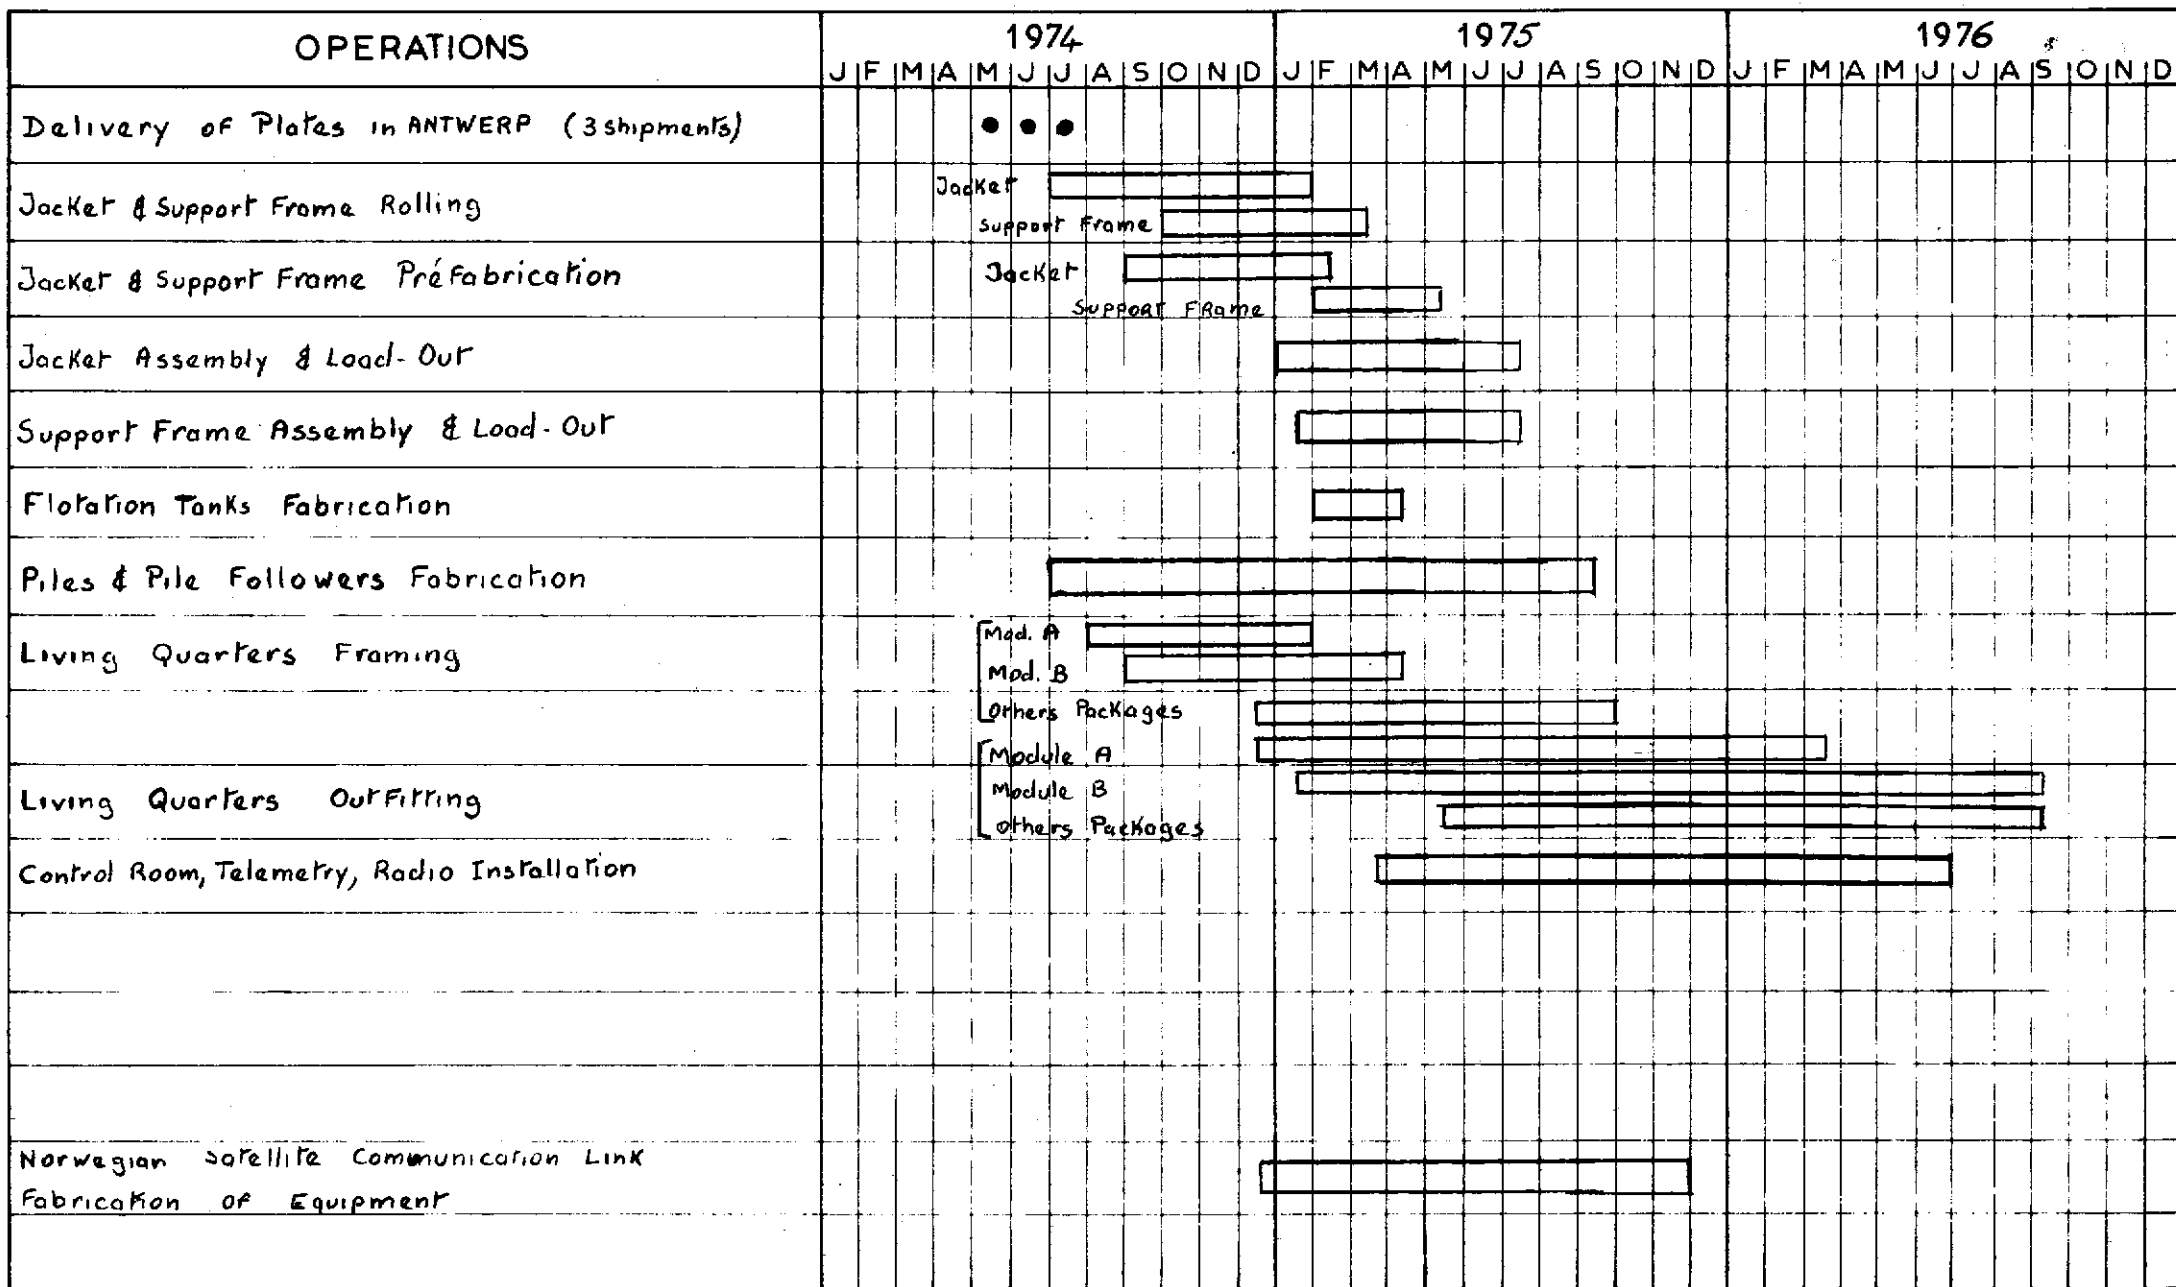 OPERATIONS
1974 1975 1976
J F M A M J J A S O N D J F M A M J J A S O N D J F M A M J J A S O N D
Delivery of Plates in ANTWERP (3 shipments)
Jacket & Support Frame Rolling
Jacket
Support Frame
Jacket & Support Frame Préfabrication
Jacket
Support Frame
Jacket Assembly & Load-Out
Support Frame Assembly & Load-Out
Flotation Tanks Fabrication
Piles & Pile Followers Fabrication
Living Quarters Framing
Mod. A
Mod. B
Others Packages
Living Quarters OutFitting
Module A
Module B
others Packages
Control Room, Telemetry, Radio Installation
Norwegian Satellite Communication Link
Fabrication of Equipment